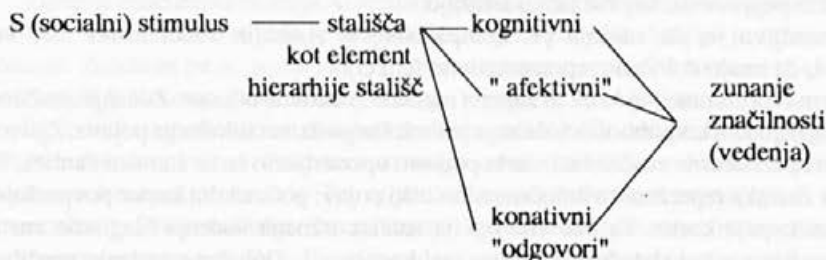 S (socialni) stimulus stališča kognitivni
kot element
hierarhije stališč "afektivni" zunanje
značilnosti
(vedenja)
konativni
"odgovori"